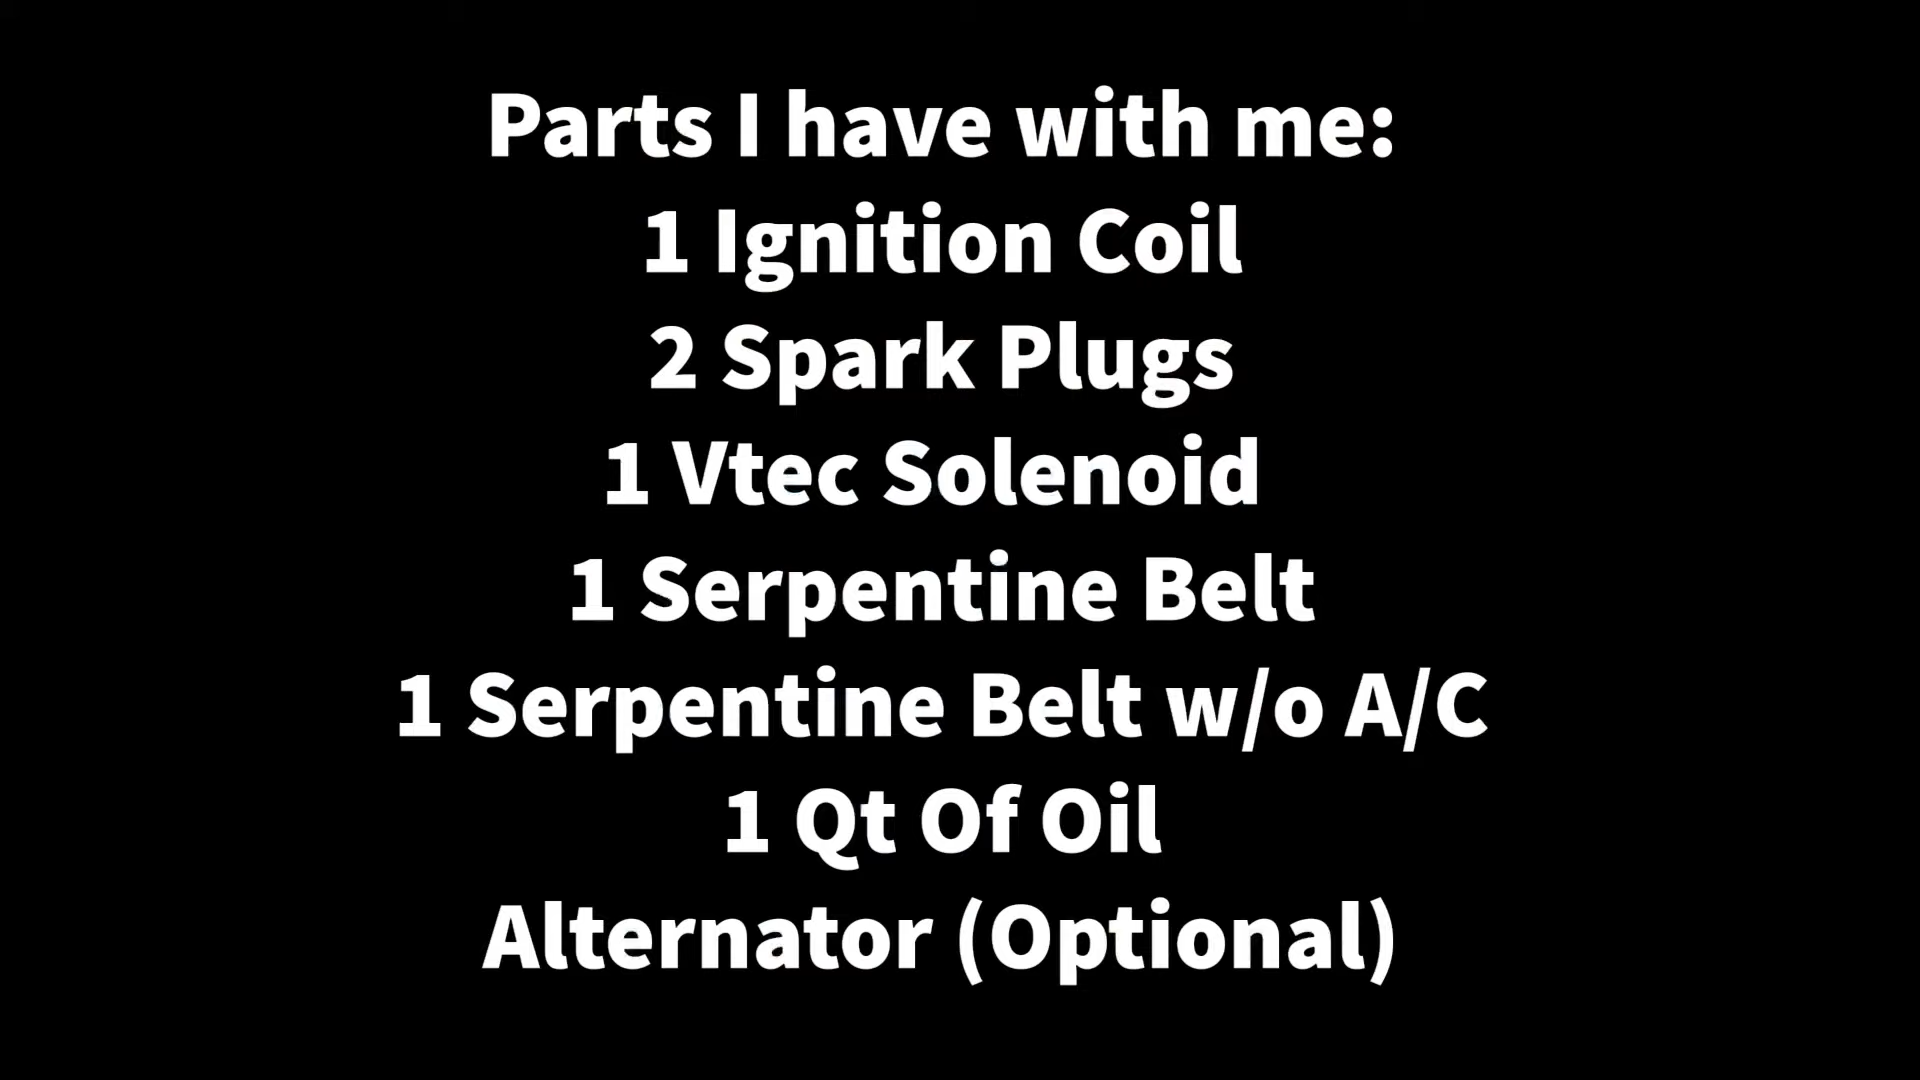 Parts I have with me:
1 Ignition Coil
2 Spark Plugs
1 Vtec Solenoid
1 Serpentine Belt
1 Serpentine Belt w/o A/C
1 Qt Of Oil
Alternator (Optional)